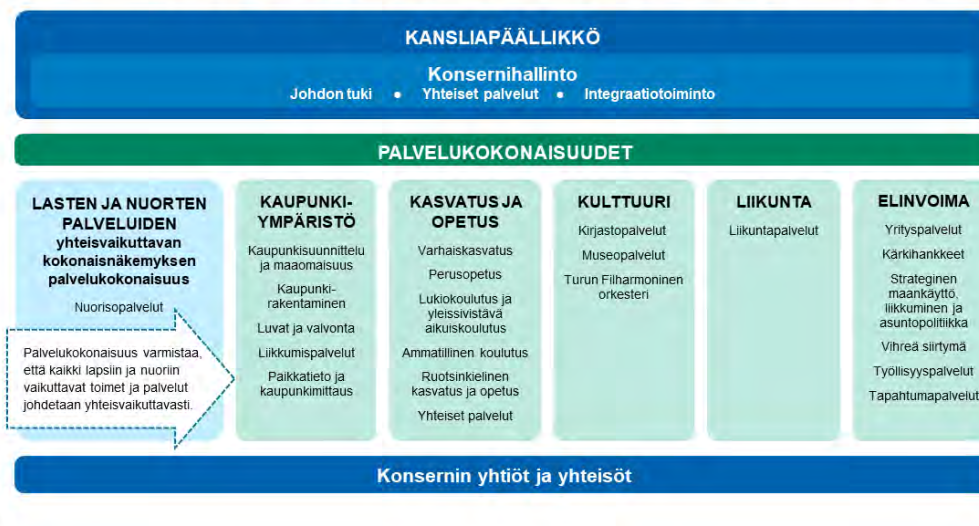 KANSLIAPÄÄLLIKKÖ
Konsernihallinto
Johdon tuki ● Yhteiset palvelut ● Integraatiotoiminto
PALVELUKOKONAISUUDET
LASTEN JA NUORTEN
PALVELUIDEN
yhteisvaikuttavan
kokonaisnäkemyksen
palvelukokonaisuus
Nuorisopalvelut
Palvelukokonaisuus varmistaa,
että kaikki lapsiin ja nuoriin
vaikuttavat toimet ja palvelut
johdetaan yhteisvaikuttavasti.
KAUPUNKI-
YMPÄRISTÖ
Kaupunkisuunnittelu
ja maaomaisuus
Kaupunki-
rakentaminen
Luvat ja valvonta
Liikkumispalvelut
Paikkatieto ja
kaupunkimittaus
KASVATUS JA
OPETUS
Varhaiskasvatus
Perusopetus
Lukiokoulutus ja
yleissivistävä
aikuiskoulutus
Ammatillinen koulutus
Ruotsinkielinen
kasvatus ja opetus
Yhteiset palvelut
KULTTUURI
Kirjastopalvelut
Museopalvelut
Turun Filharmoninen
orkesteri
LIIKUNTA
Liikuntapalvelut
ELINVOIMA
Yrityspalvelut
Kärkihankkeet
Strateginen
maankäyttö,
liikkuminen ja
asuntopolitiikka
Vihreä siirtymä
Työllisyyspalvelut
Tapahtumapalvelut
Konsernin yhtiöt ja yhteisöt